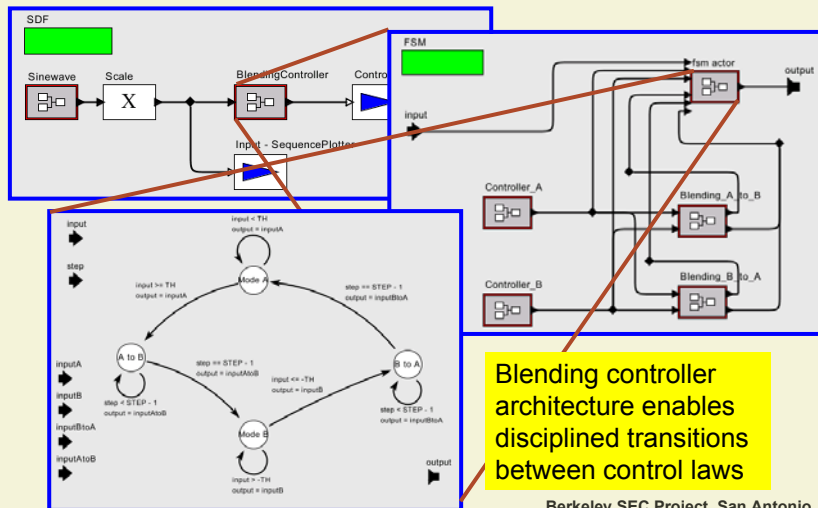 SDF
Sinewave
Scale
X
BlendingController
Contro
Input - SequencePlotter
FSM
input
fsm actor
output
Controller_A
Blending_A_to_B
Controller_B
Blending_B_to_A
input
step
inputA
inputB
inputBtoA
inputAtoB
input < TH
output = inputA
Mode A
input >= TH
output = inputA
step == STEP - 1
output = inputBtoA
A to B
step == STEP - 1
output = inputAtoB
B to A
step < STEP - 1
output = inputAtoB
input <= -TH
output = inputB
step < STEP - 1
output = inputBtoA
Mode B
input > -TH
output = inputB
output
Blending controller
architecture enables
disciplined transitions
between control laws
Berkeley SEC Project, San Antonio